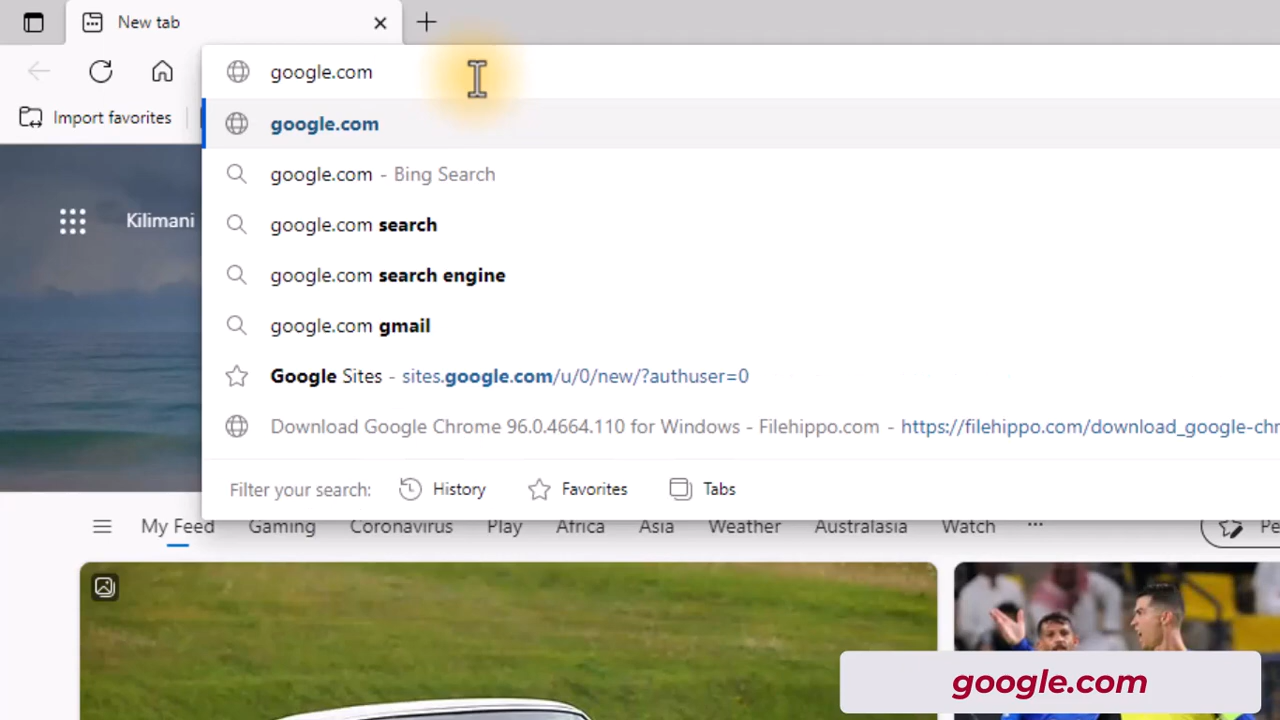 New tab
google.com
Import favorites
google.com
google.com - Bing Search
Kilimani
google.com search
google.com search engine
google.com gmail
Google Sites - sites.google.com/u/0/new/?authuser=0
Download Google Chrome 96.0.4664.110 for Windows - Filehippo.com - https://filehippo.com/download_google-chr
Filter your search: History Favorites Tabs
My Feed Gaming Coronavirus Play Africa Asia Weather Australasia Watch ... Pe
google.com